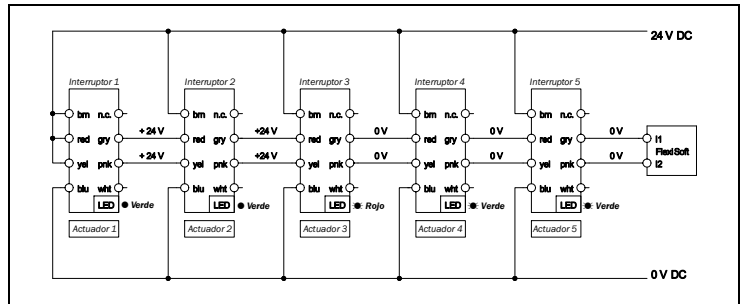 24 V DC
Interruptor 1 Interruptor 2 Interruptor 3 Interruptor 4 Interruptor 5
brn n.c. brn n.c. brn n.c. brn n.c. brn n.c.
red gry +24 V red gry +24 V red gry 0 V red gry 0 V red gry 0 V I1
FlexiSoft
yel pnk +24 V yel pnk +24 V yel pnk 0 V yel pnk 0 V yel pnk 0 V I2
blu wht blu wht blu wht blu wht blu wht
LED Verde LED Verde LED Rojo LED Verde LED Verde
Actuador 1 Actuador 2 Actuador 3 Actuador 4 Actuador 5
0 V DC